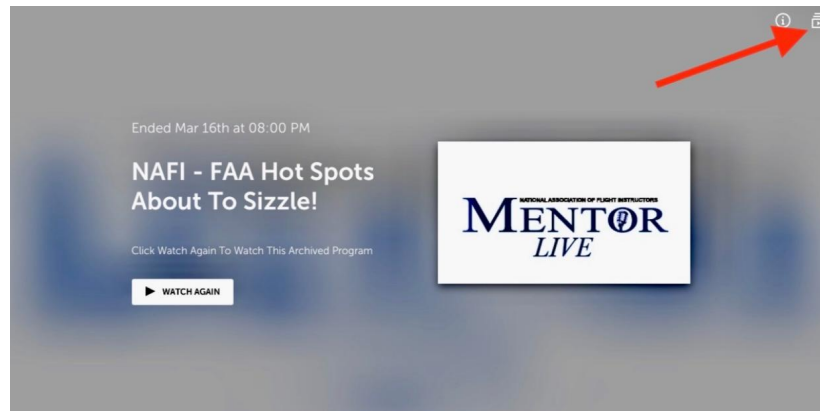 Ended Mar 16th at 08:00 PM
NAFI - FAA Hot Spots
About To Sizzle!
Click Watch Again To Watch This Archived Program
WATCH AGAIN
NATIONAL ASSOCIATION OF FLIGHT INSTRUCTORS
MENTOR
LIVE